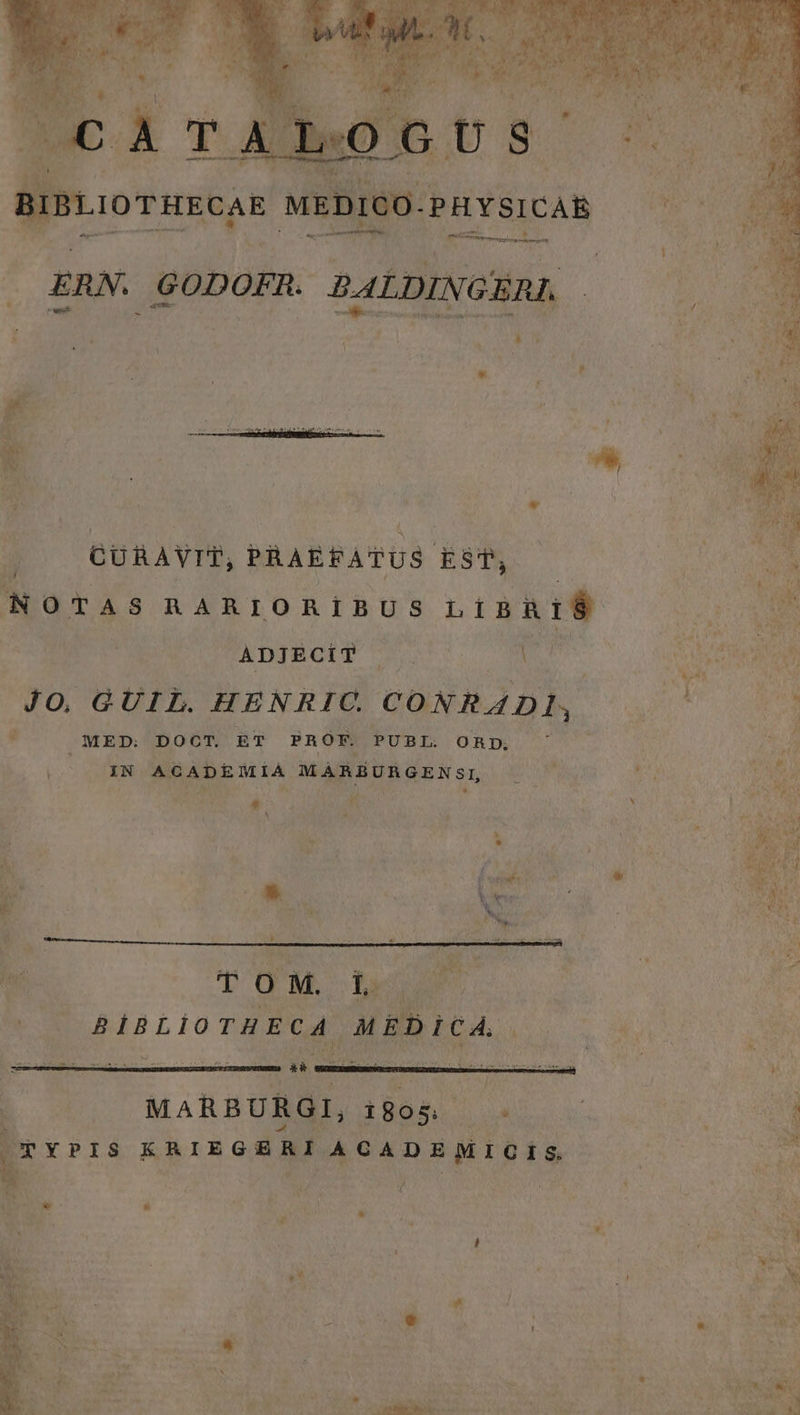 CATALOGUS
BIBLIOTHECAE MEDICO-PHYSICAE
ERN. GODOFR. BALDINGERI.
CURAVIT, PRAEFATUS EST,
NOTAS RARIORIBUS LIBRIS
ADJECIT
JO. GUIL. HENRIC. CONRADI,
MED. DOCT. ET PROF. PUBL. ORD.
IN ACADEMIA MARBURGENSI,
TOM. I.
BIBLIOTHECA MEDICA.
MARBURGI, 1805.
TYPIS KRIEGERI ACADEMICIS.